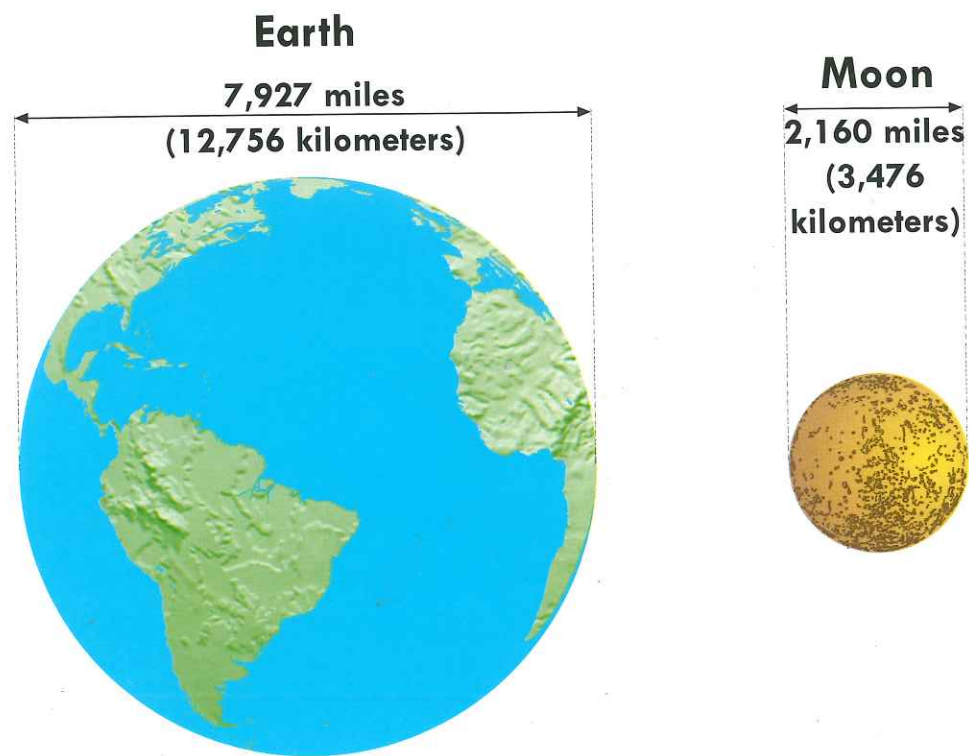 Earth
7,927 miles
(12,756 kilometers)
Moon
2,160 miles
(3,476
kilometers)